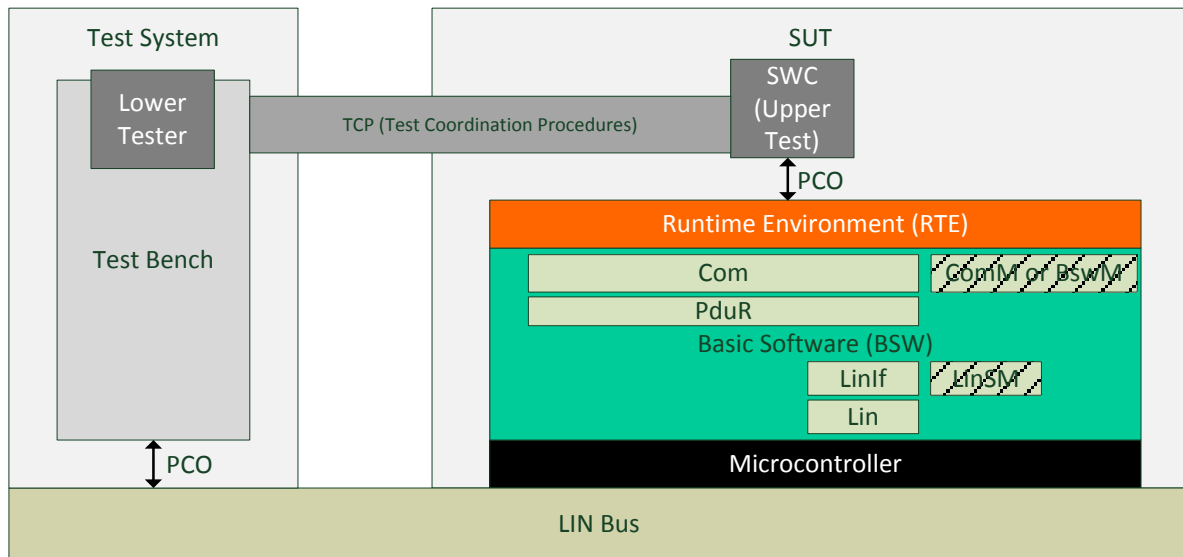 Test System
SUT
Lower
Tester
TCP (Test Coordination Procedures)
SWC
(Upper
Test)
PCO
Runtime Environment (RTE)
Test Bench
Com
ComM or BswM
PduR
Basic Software (BSW)
LinIf
LinSM
Lin
PCO
Microcontroller
LIN Bus